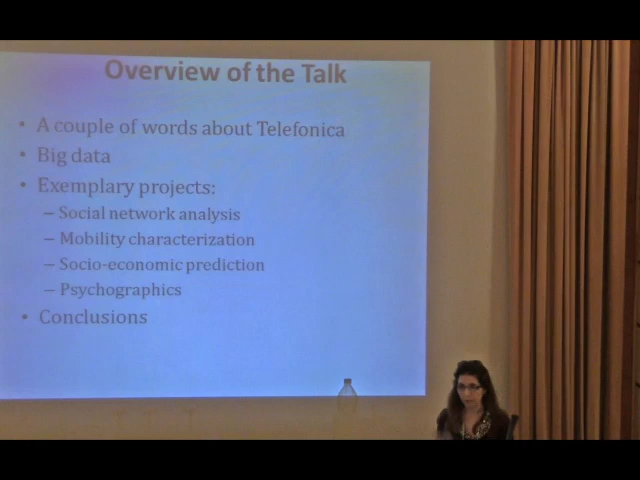 Overview of the Talk
• A couple of words about Telefonica
• Big data
• Exemplary projects:
– Social network analysis
– Mobility characterization
– Socio-economic prediction
– Psychographics
• Conclusions